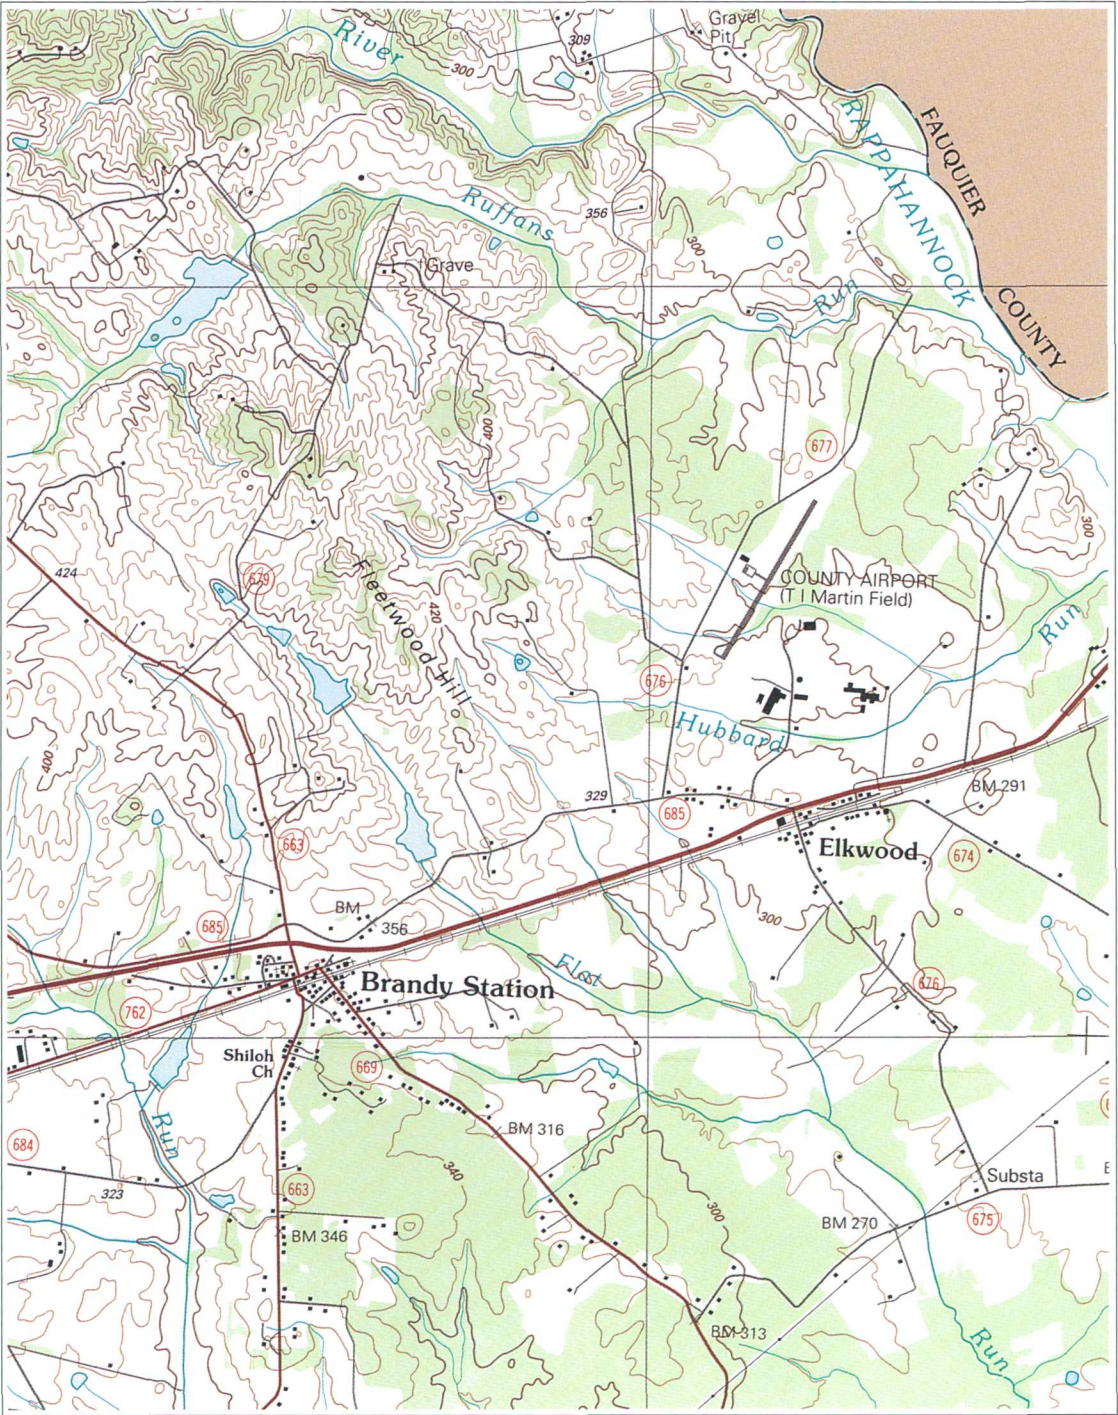 Gravel
Pit
River
309
300
FAUQUIER
RAPPAHANNOCK
Ruffans
356
300
Grave
Run
COUNTY
400
677
300
424
679
Fleetwood Hill
420
COUNTY AIRPORT
(T I Martin Field)
Run
676
Hubbard
400
329
685
BM 291
663
Elkwood
674
BM
356
300
685
Flat
676
Brandy Station
762
Shiloh
Ch
669
684
Run
BM 316
340
Substa
323
663
300
675
BM 270
BM 346
BM 313
Run